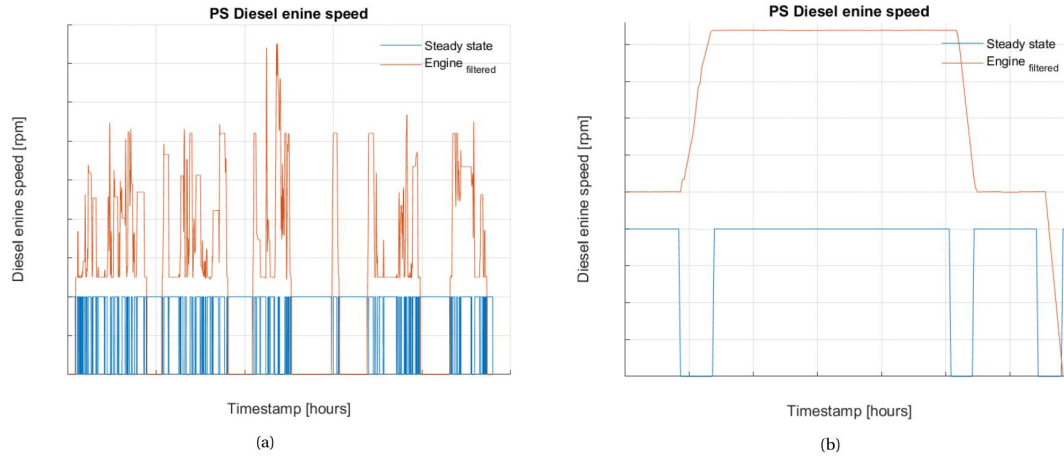 PS Diesel enine speed
Steady state
Engine filtered
Diesel enine speed [rpm]
Timestamp [hours]
(a)
PS Diesel enine speed
Steady state
Engine filtered
Diesel enine speed [rpm]
Timestamp [hours]
(b)